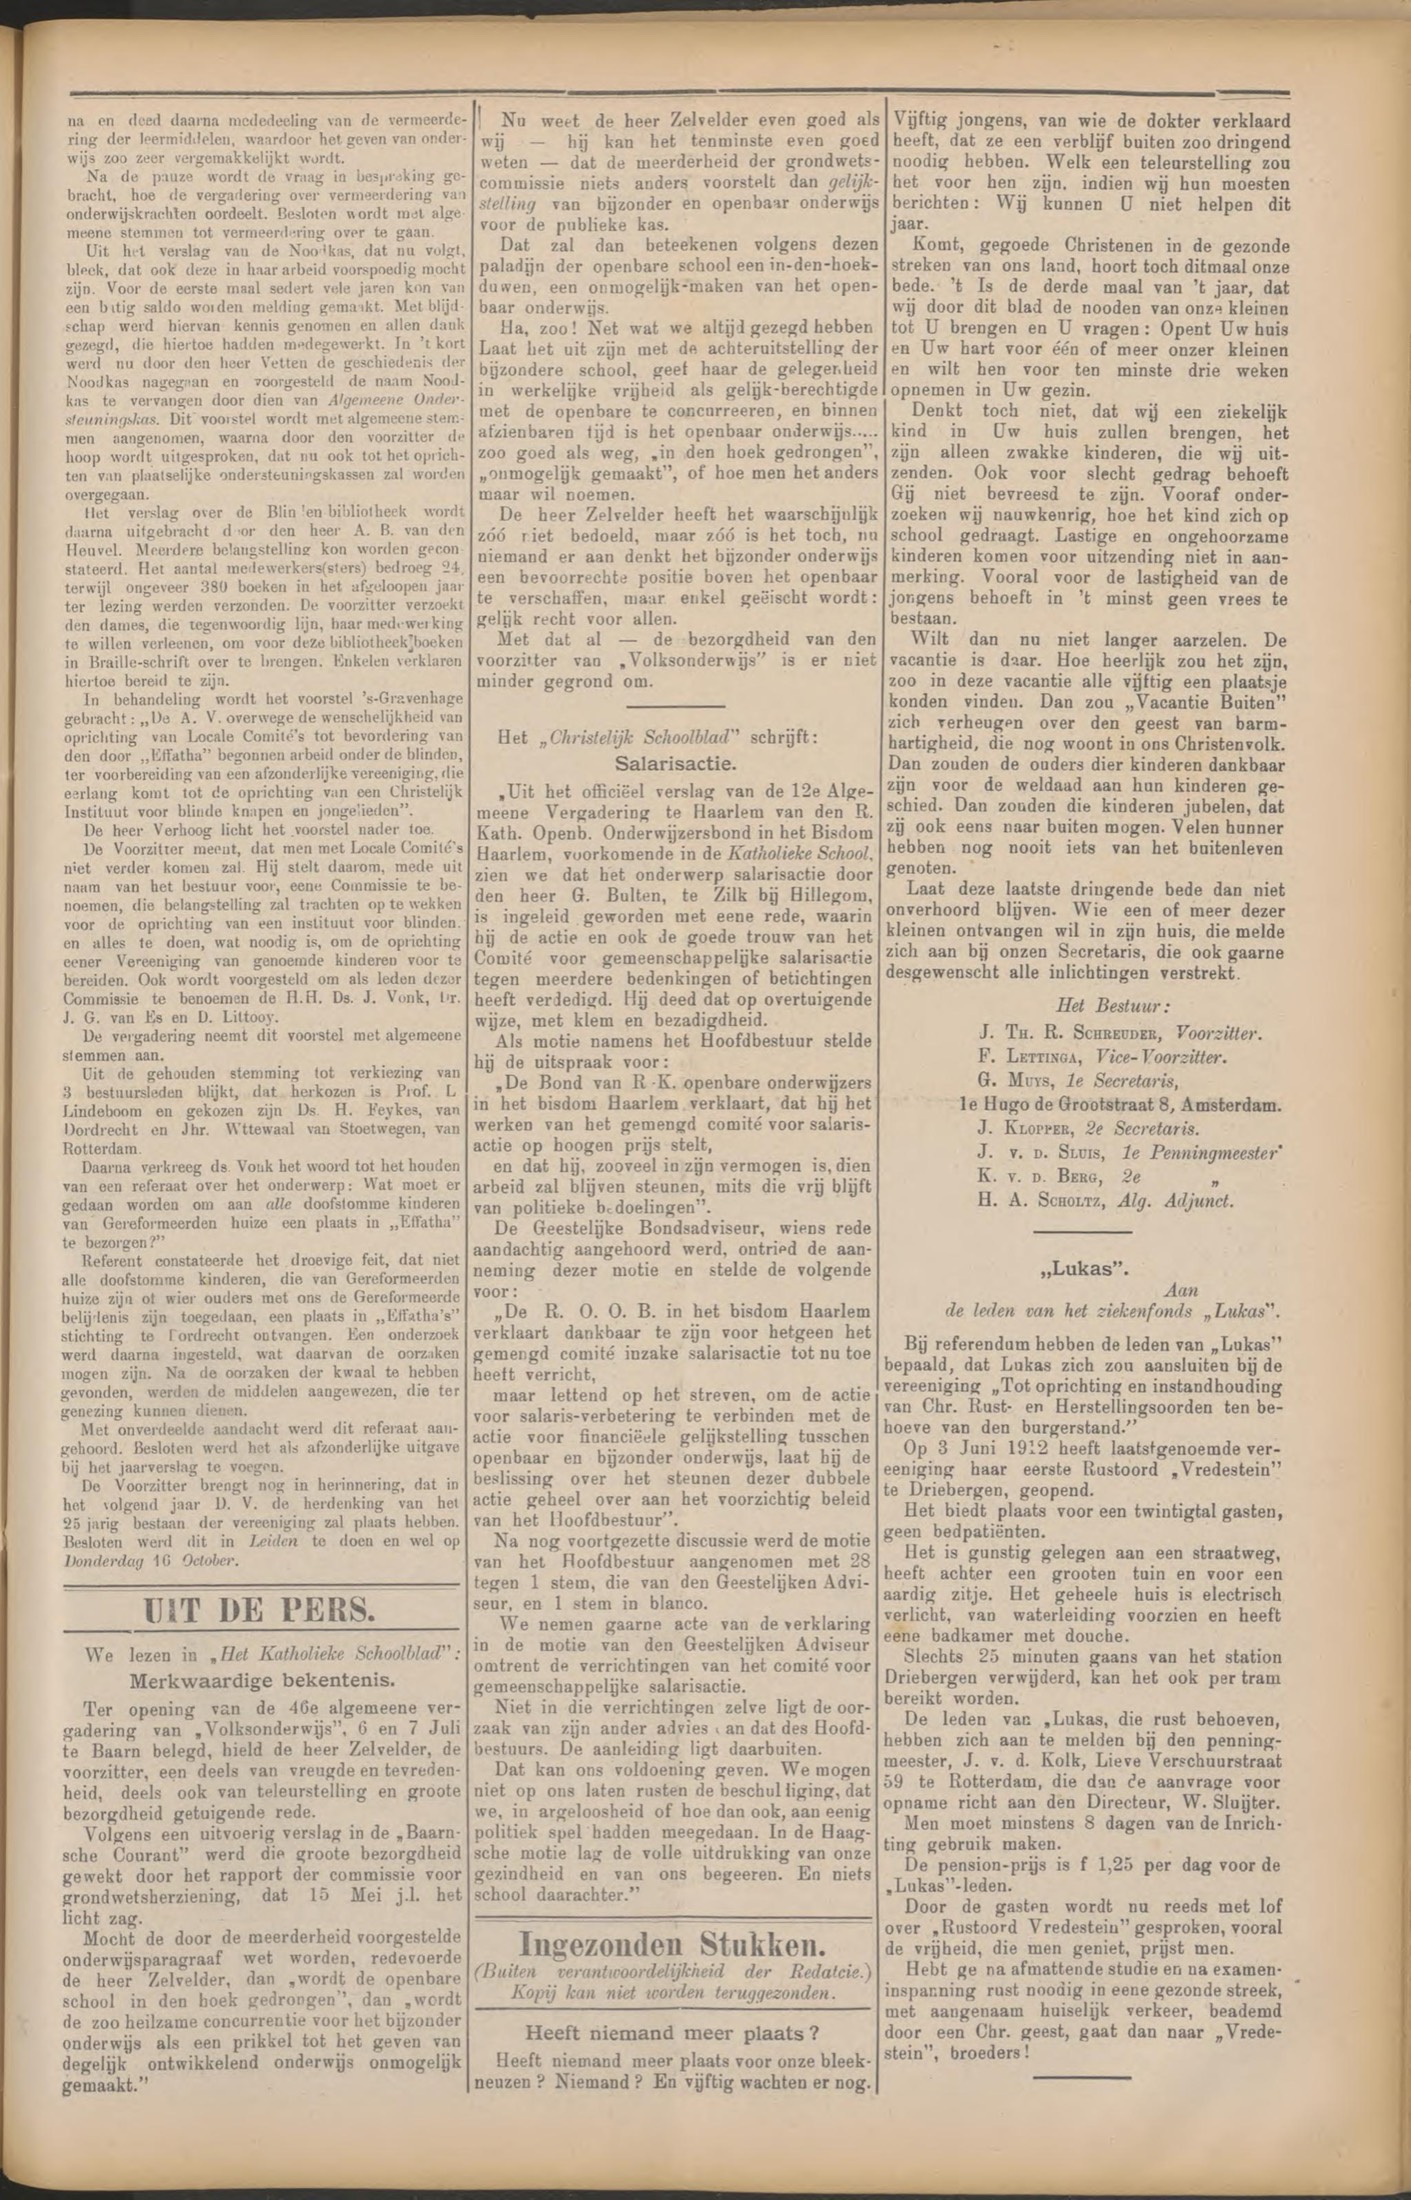 na en deed daarna mededeeling van de vermeerde-
ring der leermiddelen, waardoor het geven van onder-
wijs zoo zeer vergemakkelijkt wordt.
Na de pauze wordt de vraag in bespreking ge-
bracht, hoe de vergadering over vermeerdering van
onderwijskrachten oordeelt. Besloten wordt met alge-
meene stemmen tot vermeerdering over te gaan.
Uit het verslag van de Noodkas, dat nu volgt,
bleek, dat ook deze in haar arbeid voorspoedig mocht
zijn. Voor de eerste maal sedert vele jaren kon van
een batig saldo worden melding gemaakt. Met blijd-
schap werd hiervan kennis genomen en allen dank
gezegd, die hiertoe hadden medegewerkt. In 't kort
werd nu door den heer Vetten de geschiedenis der
Noodkas nagegaan en voorgesteld de naam Nood-
kas te vervangen door dien van Algemeene Onder-
steuningskas. Dit voorstel wordt met algemeene stem-
men aangenomen, waarna door den voorzitter de
hoop wordt uitgesproken, dat nu ook tot het oprich-
ten van plaatselijke ondersteuningskassen zal worden
overgegaan.
Het verslag over de Blindenbibliotheek wordt
daarna uitgebracht door den heer A. B. van den
Heuvel. Meerdere belangstelling kon worden gecon-
stateerd. Het aantal medewerkers(sters) bedroeg 24,
terwijl ongeveer 380 boeken in het afgeloopen jaar
ter lezing werden verzonden. De voorzitter verzoekt
den dames, die tegenwoordig zijn, haar medewerking
te willen verleenen, om voor deze bibliotheek boeken
in Braille-schrift over te brengen. Enkelen verklaren
hiertoe bereid te zijn.
In behandeling wordt het voorstel 's-Gravenhage
gebracht: „De A. V. overwege de wenschelijkheid van
oprichting van Locale Comité's tot bevordering van
den door „Effatha" begonnen arbeid onder de blinden,
ter voorbereiding van een afzonderlijke vereeniging, die
eerlang komt tot de oprichting van een Christelijk
Instituut voor blinde knapen en jongelieden".
De heer Verhoog licht het voorstel nader toe.
De Voorzitter meent, dat men met Locale Comité's
niet verder komen zal. Hij stelt daarom, mede uit
naam van het bestuur voor, eene Commissie te be-
noemen, die belangstelling zal trachten op te wekken
voor de oprichting van een instituut voor blinden.
en alles te doen, wat noodig is, om de oprichting
eener Vereeniging van genoemde kinderen voor te
bereiden. Ook wordt voorgesteld om als leden dezer
Commissie te benoemen de H.H. Ds. J. Vonk, Dr.
J. G. van Es en D. Littooy.
De vergadering neemt dit voorstel met algemeene
stemmen aan.
Uit de gehouden stemming tot verkiezing van
3 bestuursleden blijkt, dat herkozen is Prof. L
Lindeboom en gekozen zijn Ds. H. Feykes, van
Dordrecht en Jhr. Wttewaal van Stoetwegen, van
Rotterdam.
Daarna verkreeg ds. Vonk het woord tot het houden
van een referaat over het onderwerp: Wat moet er
gedaan worden om aan alle doofstomme kinderen
van Gereformeerden huize een plaats in „Effatha"
te bezorgen?"
Referent constateerde het droevige feit, dat niet
alle doofstomme kinderen, die van Gereformeerden
huize zijn of wier ouders met ons de Gereformeerde
belijdenis zijn toegedaan, een plaats in „Effatha's"
stichting te Dordrecht ontvangen. Een onderzoek
werd daarna ingesteld, wat daarvan de oorzaken
mogen zijn. Na de oorzaken der kwaal te hebben
gevonden, werden de middelen aangewezen, die ter
genezing kunnen dienen.
Met onverdeelde aandacht werd dit referaat aan-
gehoord. Besloten werd het als afzonderlijke uitgave
bij het jaarverslag te voegen.
De Voorzitter brengt nog in herinnering, dat in
het volgend jaar D. V. de herdenking van het
25 jarig bestaan der vereeniging zal plaats hebben.
Besloten werd dit in Leiden te doen en wel op
Donderdag 16 October.
UIT DE PERS.
We lezen in „Het Katholieke Schoolblad":
Merkwaardige bekentenis.
Ter opening van de 46e algemeene ver-
gadering van „Volksonderwijs", 6 en 7 Juli
te Baarn belegd, hield de heer Zelvelder, de
voorzitter, een deels van vreugde en tevreden-
heid, deels ook van teleurstelling en groote
bezorgdheid getuigende rede.
Volgens een uitvoerig verslag in de „Baarn-
sche Courant" werd die groote bezorgdheid
gewekt door het rapport der commissie voor
grondwetsherziening, dat 15 Mei j.l. het
licht zag.
Mocht de door de meerderheid voorgestelde
onderwijsparagraaf wet worden, redevoerde
de heer Zelvelder, dan „wordt de openbare
school in den hoek gedrongen", dan „wordt
de zoo heilzame concurrentie voor het bijzonder
onderwijs als een prikkel tot het geven van
degelijk ontwikkelend onderwijs onmogelijk
gemaakt."
Nu weet de heer Zelvelder even goed als
wij — hij kan het tenminste even goed
weten — dat de meerderheid der grondwets-
commissie niets anders voorstelt dan gelijk-
stelling van bijzonder en openbaar onderwijs
voor de publieke kas.
Dat zal dan beteekenen volgens dezen
paladijn der openbare school een in-den-hoek-
duwen, een onmogelijk-maken van het open-
baar onderwijs.
Ha, zoo! Net wat we altijd gezegd hebben
Laat het uit zijn met de achteruitstelling der
bijzondere school, geef haar de gelegenheid
in werkelijke vrijheid als gelijk-berechtigde
met de openbare te concurreeren, en binnen
afzienbaren tijd is het openbaar onderwijs.....
zoo goed als weg, „in den hoek gedrongen",
„onmogelijk gemaakt", of hoe men het anders
maar wil noemen.
De heer Zelvelder heeft het waarschijnlijk
zóó niet bedoeld, maar zóó is het toch, nu
niemand er aan denkt het bijzonder onderwijs
een bevoorrechte positie boven het openbaar
te verschaffen, maar enkel geëischt wordt:
gelijk recht voor allen.
Met dat al — de bezorgdheid van den
voorzitter van „Volksonderwijs" is er niet
minder gegrond om.
Het „Christelijk Schoolblad" schrijft:
Salarisactie.
„Uit het officiëel verslag van de 12e Alge-
meene Vergadering te Haarlem van den R.
Kath. Openb. Onderwijzersbond in het Bisdom
Haarlem, voorkomende in de Katholieke School,
zien we dat het onderwerp salarisactie door
den heer G. Bulten, te Zilk bij Hillegom,
is ingeleid geworden met eene rede, waarin
hij de actie en ook de goede trouw van het
Comité voor gemeenschappelijke salarisactie
tegen meerdere bedenkingen of betichtingen
heeft verdedigd. Hij deed dat op overtuigende
wijze, met klem en bezadigdheid.
Als motie namens het Hoofdbestuur stelde
hij de uitspraak voor:
„De Bond van R.-K. openbare onderwijzers
in het bisdom Haarlem verklaart, dat hij het
werken van het gemengd comité voor salaris-
actie op hoogen prijs stelt,
en dat hij, zooveel in zijn vermogen is, dien
arbeid zal blijven steunen, mits die vrij blijft
van politieke bedoelingen".
De Geestelijke Bondsadviseur, wiens rede
aandachtig aangehoord werd, ontried de aan-
neming dezer motie en stelde de volgende
voor:
„De R. O. O. B. in het bisdom Haarlem
verklaart dankbaar te zijn voor hetgeen het
gemengd comité inzake salarisactie tot nu toe
heeft verricht,
maar lettend op het streven, om de actie
voor salaris-verbetering te verbinden met de
actie voor financiëele gelijkstelling tusschen
openbaar en bijzonder onderwijs, laat hij de
beslissing over het steunen dezer dubbele
actie geheel over aan het voorzichtig beleid
van het Hoofdbestuur".
Na nog voortgezette discussie werd de motie
van het Hoofdbestuur aangenomen met 28
tegen 1 stem, die van den Geestelijken Advi-
seur, en 1 stem in blanco.
We nemen gaarne acte van de verklaring
in de motie van den Geestelijken Adviseur
omtrent de verrichtingen van het comité voor
gemeenschappelijke salarisactie.
Niet in die verrichtingen zelve ligt de oor-
zaak van zijn ander advies van dat des Hoofd-
bestuurs. De aanleiding ligt daarbuiten.
Dat kan ons voldoening geven. We mogen
niet op ons laten rusten de beschuldiging, dat
we, in argeloosheid of hoe dan ook, aan eenig
politiek spel hadden meegedaan. In de Haag-
sche motie lag de volle uitdrukking van onze
gezindheid en van ons begeeren. En niets
school daarachter."
Ingezonden Stukken.
(Buiten verantwoordelijkheid der Redatcie.)
Kopij kan niet worden teruggezonden.
Heeft niemand meer plaats?
Heeft niemand meer plaats voor onze bleek-
neuzen? Niemand? En vijftig wachten er nog.
Vijftig jongens, van wie de dokter verklaard
heeft, dat ze een verblijf buiten zoo dringend
noodig hebben. Welk een teleurstelling zou
het voor hen zijn, indien wij hun moesten
berichten: Wij kunnen U niet helpen dit
jaar.
Komt, gegoede Christenen in de gezonde
streken van ons land, hoort toch ditmaal onze
bede. 't Is de derde maal van 't jaar, dat
wij door dit blad de nooden van onze kleinen
tot U brengen en U vragen: Opent Uw huis
en Uw hart voor één of meer onzer kleinen
en wilt hen voor ten minste drie weken
opnemen in Uw gezin.
Denkt toch niet, dat wij een ziekelijk
kind in Uw huis zullen brengen, het
zijn alleen zwakke kinderen, die wij uit-
zenden. Ook voor slecht gedrag behoeft
Gij niet bevreesd te zijn. Vooraf onder-
zoeken wij nauwkeurig, hoe het kind zich op
school gedraagt. Lastige en ongehoorzame
kinderen komen voor uitzending niet in aan-
merking. Vooral voor de lastigheid van de
jongens behoeft in 't minst geen vrees te
bestaan.
Wilt dan nu niet langer aarzelen. De
vacantie is daar. Hoe heerlijk zou het zijn,
zoo in deze vacantie alle vijftig een plaatsje
konden vinden. Dan zou „Vacantie Buiten"
zich verheugen over den geest van barm-
hartigheid, die nog woont in ons Christenvolk.
Dan zouden de ouders dier kinderen dankbaar
zijn voor de weldaad aan hun kinderen ge-
schied. Dan zouden die kinderen jubelen, dat
zij ook eens naar buiten mogen. Velen hunner
hebben nog nooit iets van het buitenleven
genoten.
Laat deze laatste dringende bede dan niet
onverhoord blijven. Wie een of meer dezer
kleinen ontvangen wil in zijn huis, die melde
zich aan bij onzen Secretaris, die ook gaarne
desgewenscht alle inlichtingen verstrekt.
Het Bestuur:
J. TH. R. SCHREUDER, Voorzitter.
F. LETTINGA, Vice-Voorzitter.
G. MUYS, 1e Secretaris,
1e Hugo de Grootstraat 8, Amsterdam.
J. KLOPPER, 2e Secretaris.
J. V. D. SLUIS, 1e Penningmeester
K. V. D. BERG, 2e „
H. A. SCHOLTZ, Alg. Adjunct.
„Lukas".
Aan
de leden van het ziekenfonds „Lukas".
Bij referendum hebben de leden van „Lukas"
bepaald, dat Lukas zich zou aansluiten bij de
vereeniging „Tot oprichting en instandhouding
van Chr. Rust- en Herstellingsoorden ten be-
hoeve van den burgerstand."
Op 3 Juni 1912 heeft laatstgenoemde ver-
eeniging haar eerste Rustoord „Vredestein"
te Driebergen, geopend.
Het biedt plaats voor een twintigtal gasten,
geen bedpatiënten.
Het is gunstig gelegen aan een straatweg,
heeft achter een grooten tuin en voor een
aardig zitje. Het geheele huis is electrisch
verlicht, van waterleiding voorzien en heeft
eene badkamer met douche.
Slechts 25 minuten gaans van het station
Driebergen verwijderd, kan het ook per tram
bereikt worden.
De leden van „Lukas, die rust behoeven,
hebben zich aan te melden bij den penning-
meester, J. v. d. Kolk, Lieve Verschuurstraat
59 te Rotterdam, die dan de aanvrage voor
opname richt aan den Directeur, W. Sluijter.
Men moet minstens 8 dagen van de Inrich-
ting gebruik maken.
De pension-prijs is f 1,25 per dag voor de
„Lukas"-leden.
Door de gasten wordt nu reeds met lof
over „Rustoord Vredestein" gesproken, vooral
de vrijheid, die men geniet, prijst men.
Hebt ge na afmattende studie en na examen-
inspanning rust noodig in eene gezonde streek,
met aangenaam huiselijk verkeer, beademd
door een Chr. geest, gaat dan naar „Vrede-
stein", broeders!